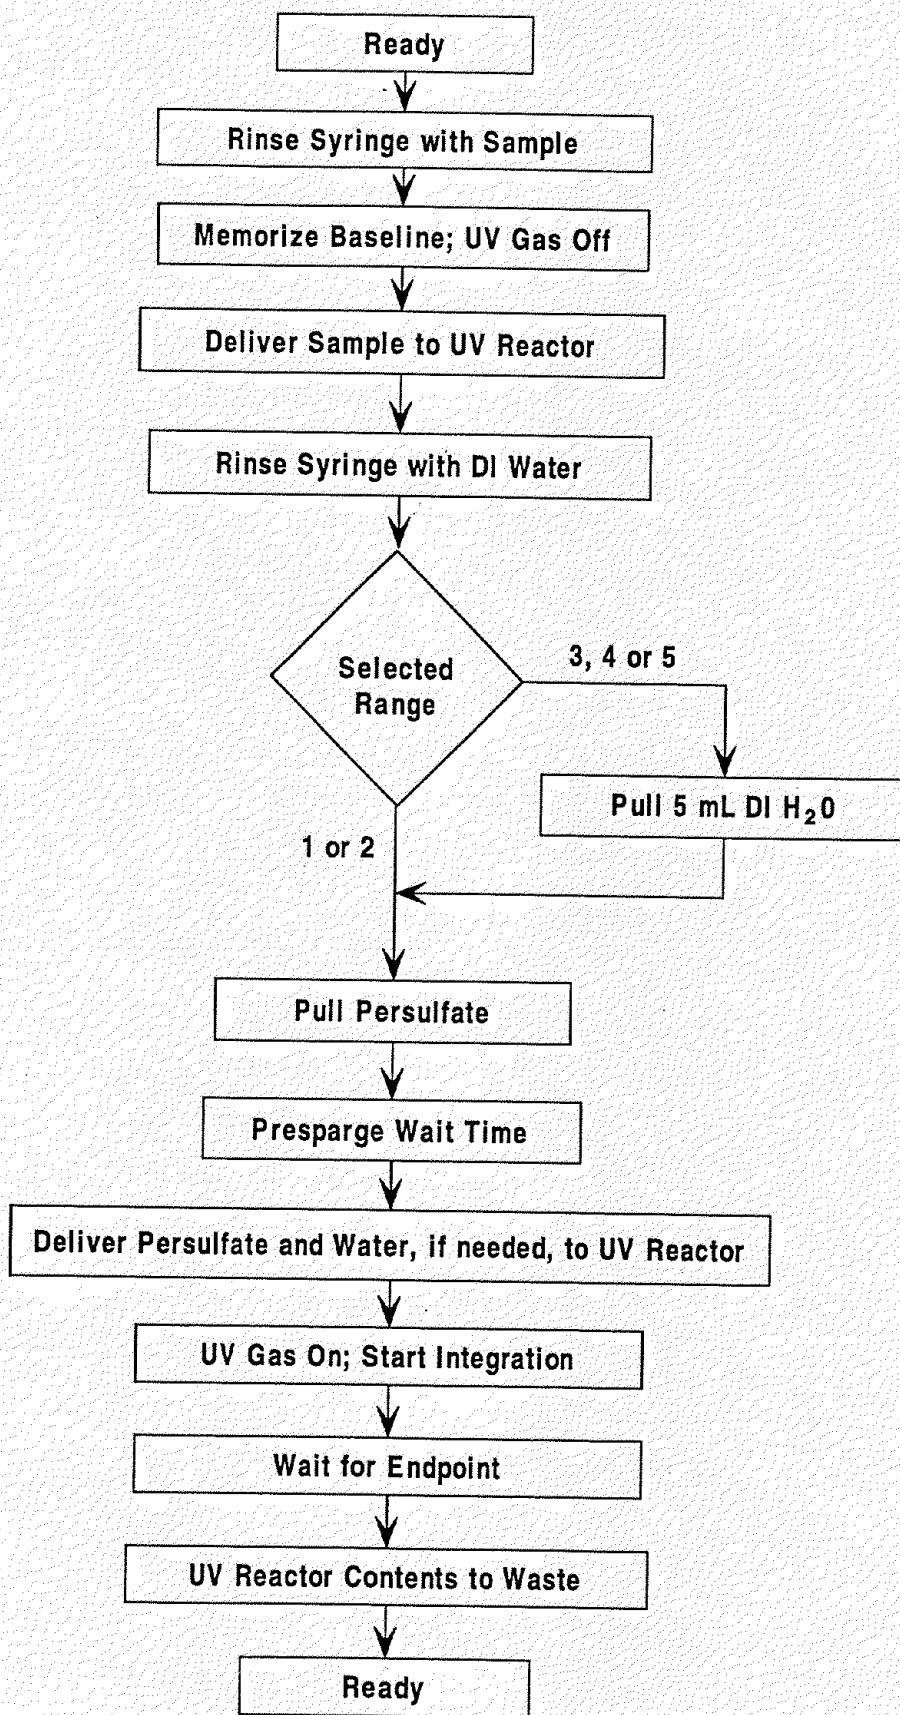 Ready
Rinse Syringe with Sample
Memorize Baseline; UV Gas Off
Deliver Sample to UV Reactor
Rinse Syringe with DI Water
Selected
Range
3, 4 or 5
Pull 5 mL DI H₂O
1 or 2
Pull Persulfate
Presparge Wait Time
Deliver Persulfate and Water, if needed, to UV Reactor
UV Gas On; Start Integration
Wait for Endpoint
UV Reactor Contents to Waste
Ready